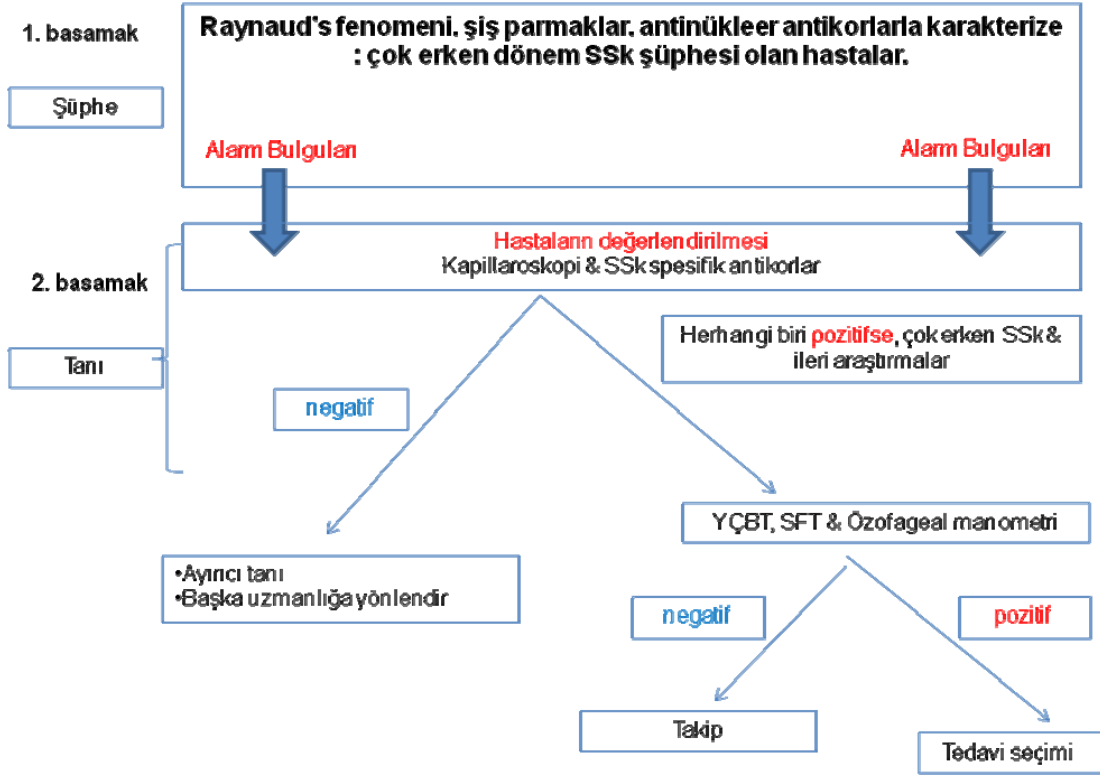 1. basamak
Raynaud's fenomeni, şiş parmaklar, antinükleer antikorlarla karakterize
: çok erken dönem SSk şüphesi olan hastalar.
Şüphe
Alarm Bulguları
Alarm Bulguları
Hastaların değerlendirilmesi
Kapillaroskopi & SSk spesifik antikorlar
2. basamak
Herhangi biri pozitifse, çok erken SSk &
ileri araştırmalar
Tanı
negatif
YÇBT, SFT & Özofageal manometri
•Ayırıcı tanı
•Başka uzmanlığa yönlendir
negatif
pozitif
Takip
Tedavi seçimi